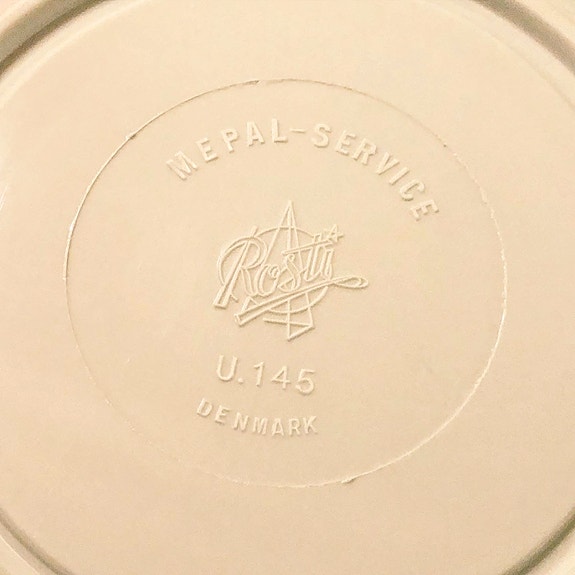 MEPAL-SERVICE
Rosti
U.145
DENMARK